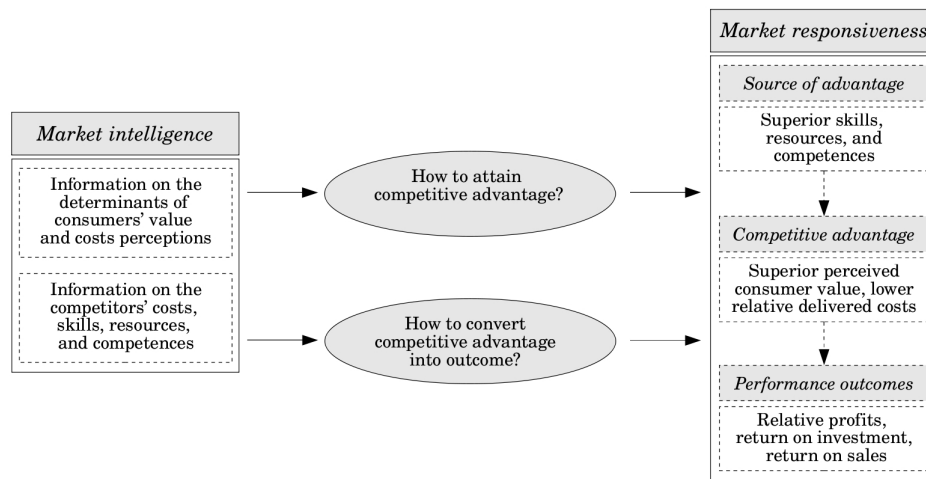 Market intelligence
Information on the
determinants of
consumers’ value
and costs perceptions
Information on the
competitors’ costs,
skills, resources,
and competences
How to attain
competitive advantage?
How to convert
competitive advantage
into outcome?
Market responsiveness
Source of advantage
Superior skills,
resources, and
competences
Competitive advantage
Superior perceived
consumer value, lower
relative delivered costs
Performance outcomes
Relative profits,
return on investment,
return on sales